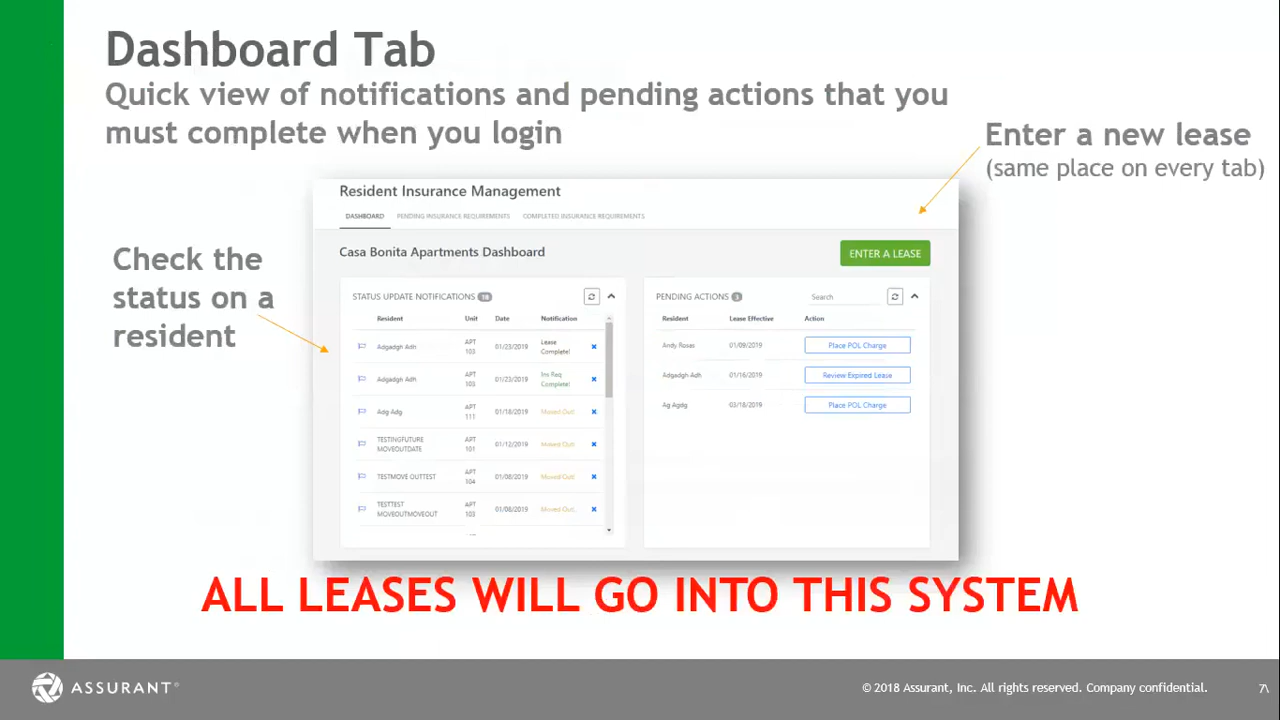 Dashboard Tab
Quick view of notifications and pending actions that you
must complete when you login
Enter a new lease
(same place on every tab)
Check the
status on a
resident
Resident Insurance Management
DASHBOARD PENDING INSURANCE REQUIREMENTS COMPLETED INSURANCE REQUIREMENTS
Casa Bonita Apartments Dashboard
ENTER A LEASE
STATUS UPDATE NOTIFICATIONS 18
Resident Unit Date Notification
Adgadgh Adh APT 103 01/23/2019 Lease Complete!
Adgadgh Adh APT 103 01/23/2019 Ins Req Complete!
Adg Adg APT 111 01/18/2019 Moved Out!
TESTINGFUTURE MOVEOUTDATE APT 101 01/12/2019 Moved Out!
TESTMOVE OUTTEST APT 104 01/08/2019 Moved Out!
TESTTEST MOVEOUTMOVEOUT APT 103 01/08/2019 Moved Out!
PENDING ACTIONS 3
Search
Resident Lease Effective Action
Andy Rosas 01/09/2019 Place POL Charge
Adgadgh Adh 01/16/2019 Review Expired Lease
Ag Agdg 03/18/2019 Place POL Charge
ALL LEASES WILL GO INTO THIS SYSTEM
ASSURANT®
© 2018 Assurant, Inc. All rights reserved. Company confidential.
7\